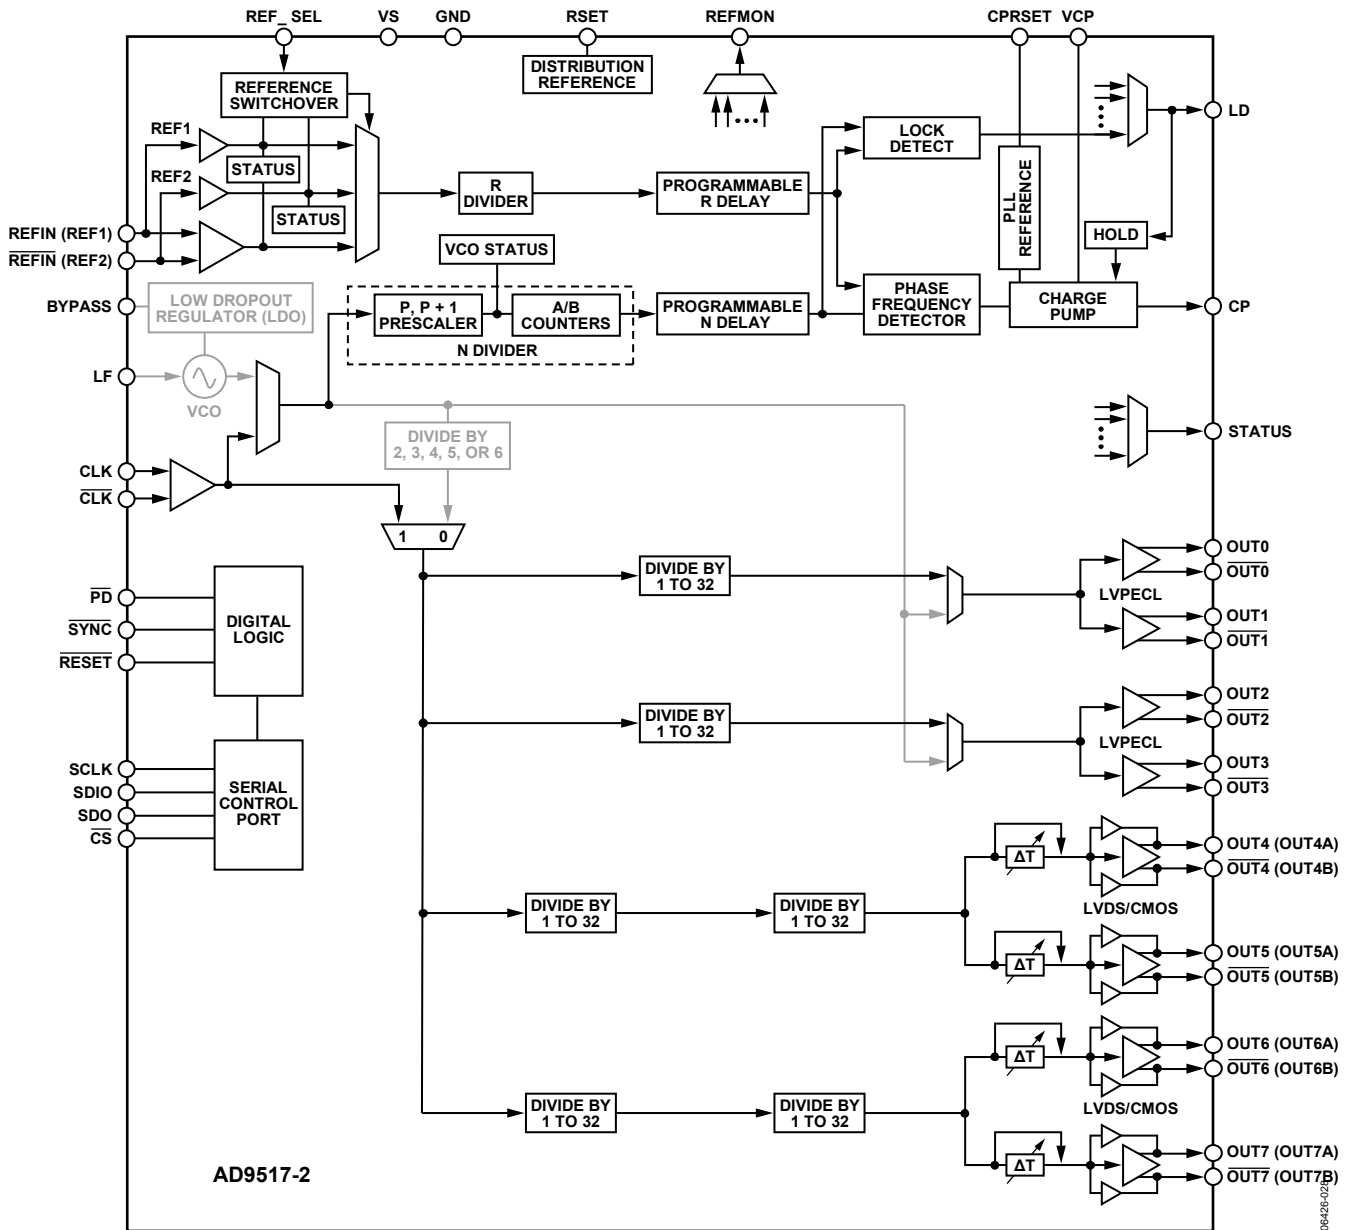 REF_ SEL
VS
GND
RSET
REFMON
CPRSET
VCP
DISTRIBUTION
REFERENCE
REFERENCE
SWITCHOVER
REF1
STATUS
REF2
STATUS
R
DIVIDER
PROGRAMMABLE
R DELAY
LOCK
DETECT
LD
PLL
REFERENCE
HOLD
REFIN (REF1)
REFIN (REF2)
VCO STATUS
BYPASS
LOW DROPOUT
REGULATOR (LDO)
P, P + 1
PRESCALER
A/B
COUNTERS
N DIVIDER
PROGRAMMABLE
N DELAY
PHASE
FREQUENCY
DETECTOR
CHARGE
PUMP
CP
LF
VCO
STATUS
DIVIDE BY
2, 3, 4, 5, OR 6
CLK
CLK
1 0
DIVIDE BY
1 TO 32
LVPECL
OUT0
OUT0
OUT1
OUT1
PD
SYNC
RESET
DIGITAL
LOGIC
DIVIDE BY
1 TO 32
LVPECL
OUT2
OUT2
OUT3
OUT3
SCLK
SDIO
SDO
CS
SERIAL
CONTROL
PORT
ΔT
OUT4 (OUT4A)
OUT4 (OUT4B)
DIVIDE BY
1 TO 32
DIVIDE BY
1 TO 32
LVDS/CMOS
ΔT
OUT5 (OUT5A)
OUT5 (OUT5B)
ΔT
OUT6 (OUT6A)
OUT6 (OUT6B)
DIVIDE BY
1 TO 32
DIVIDE BY
1 TO 32
LVDS/CMOS
ΔT
OUT7 (OUT7A)
OUT7 (OUT7B)
AD9517-2
06426-028